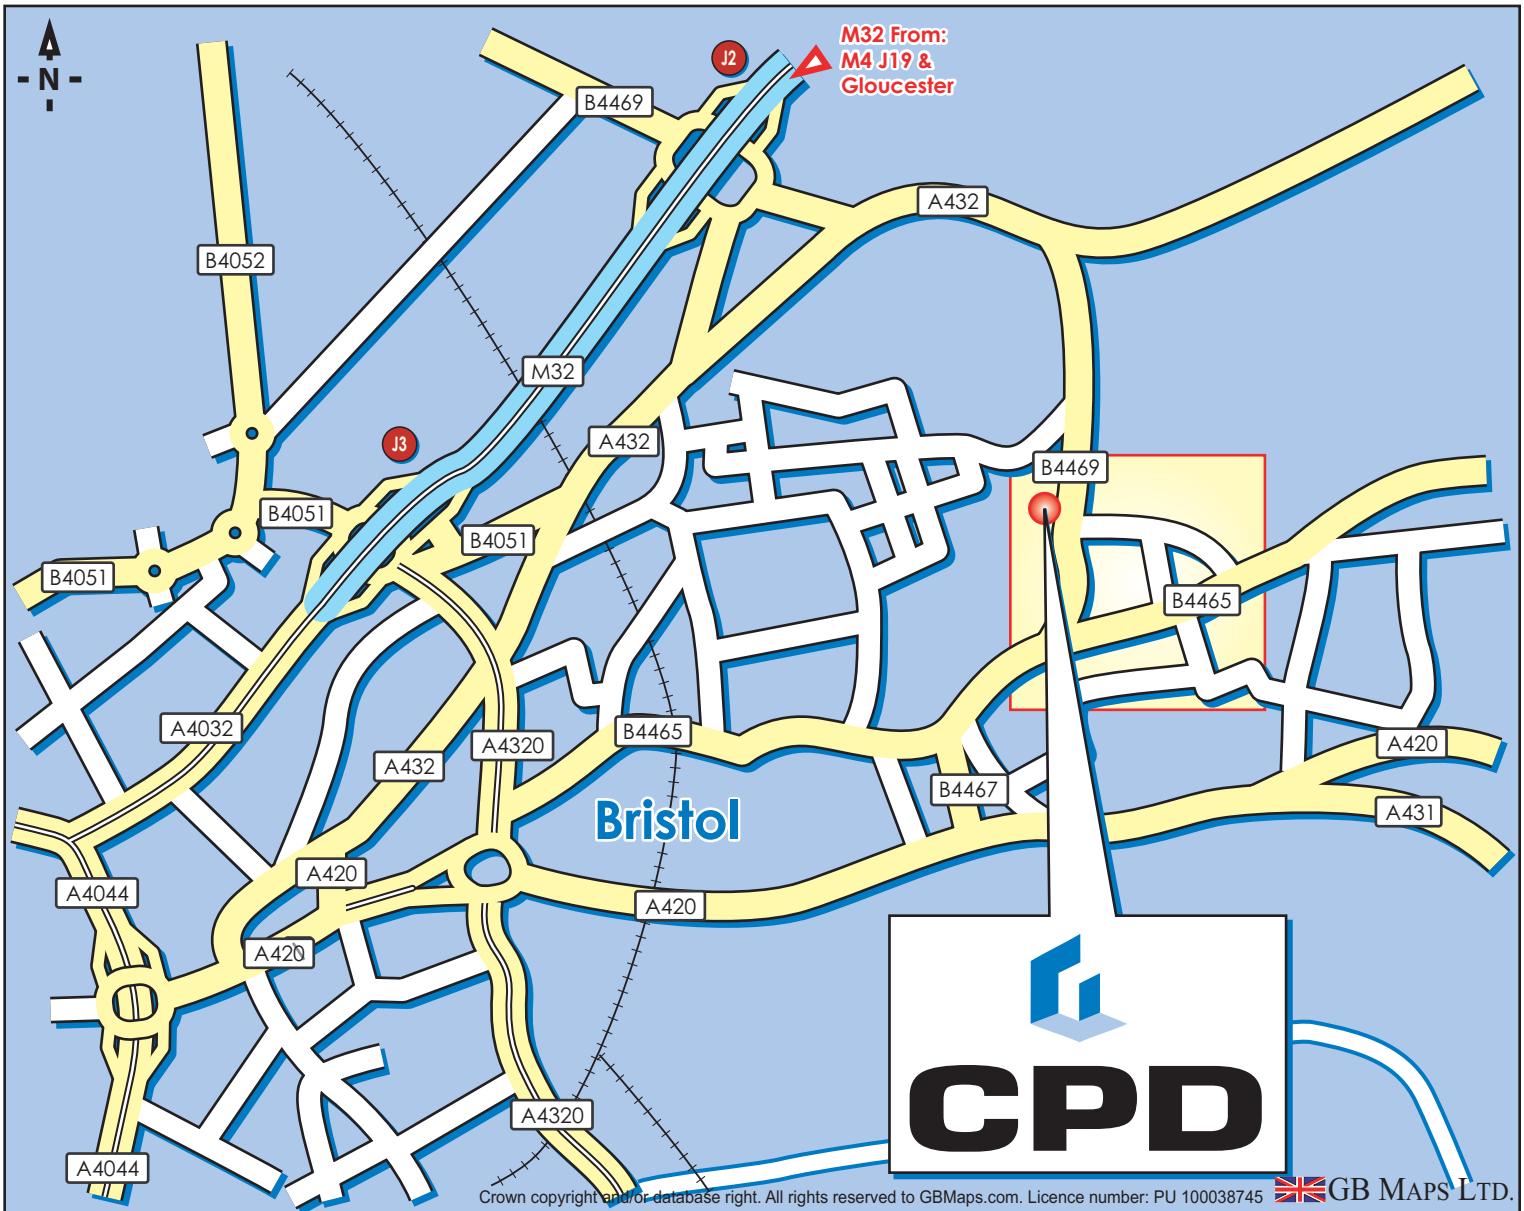 M32 From:
M4 J19 &
Gloucester
J2
N
B4469
A432
B4052
M32
A432
J3
B4469
B4051
B4051
B4051
B4465
A4032
B4465
A4320
A420
A432
B4467
A431
Bristol
A420
A4044
A420
A420
CPD
A4320
A4044
Crown copyright and/or database right. All rights reserved to GBMaps.com. Licence number: PU 100038745
GB MAPS LTD.